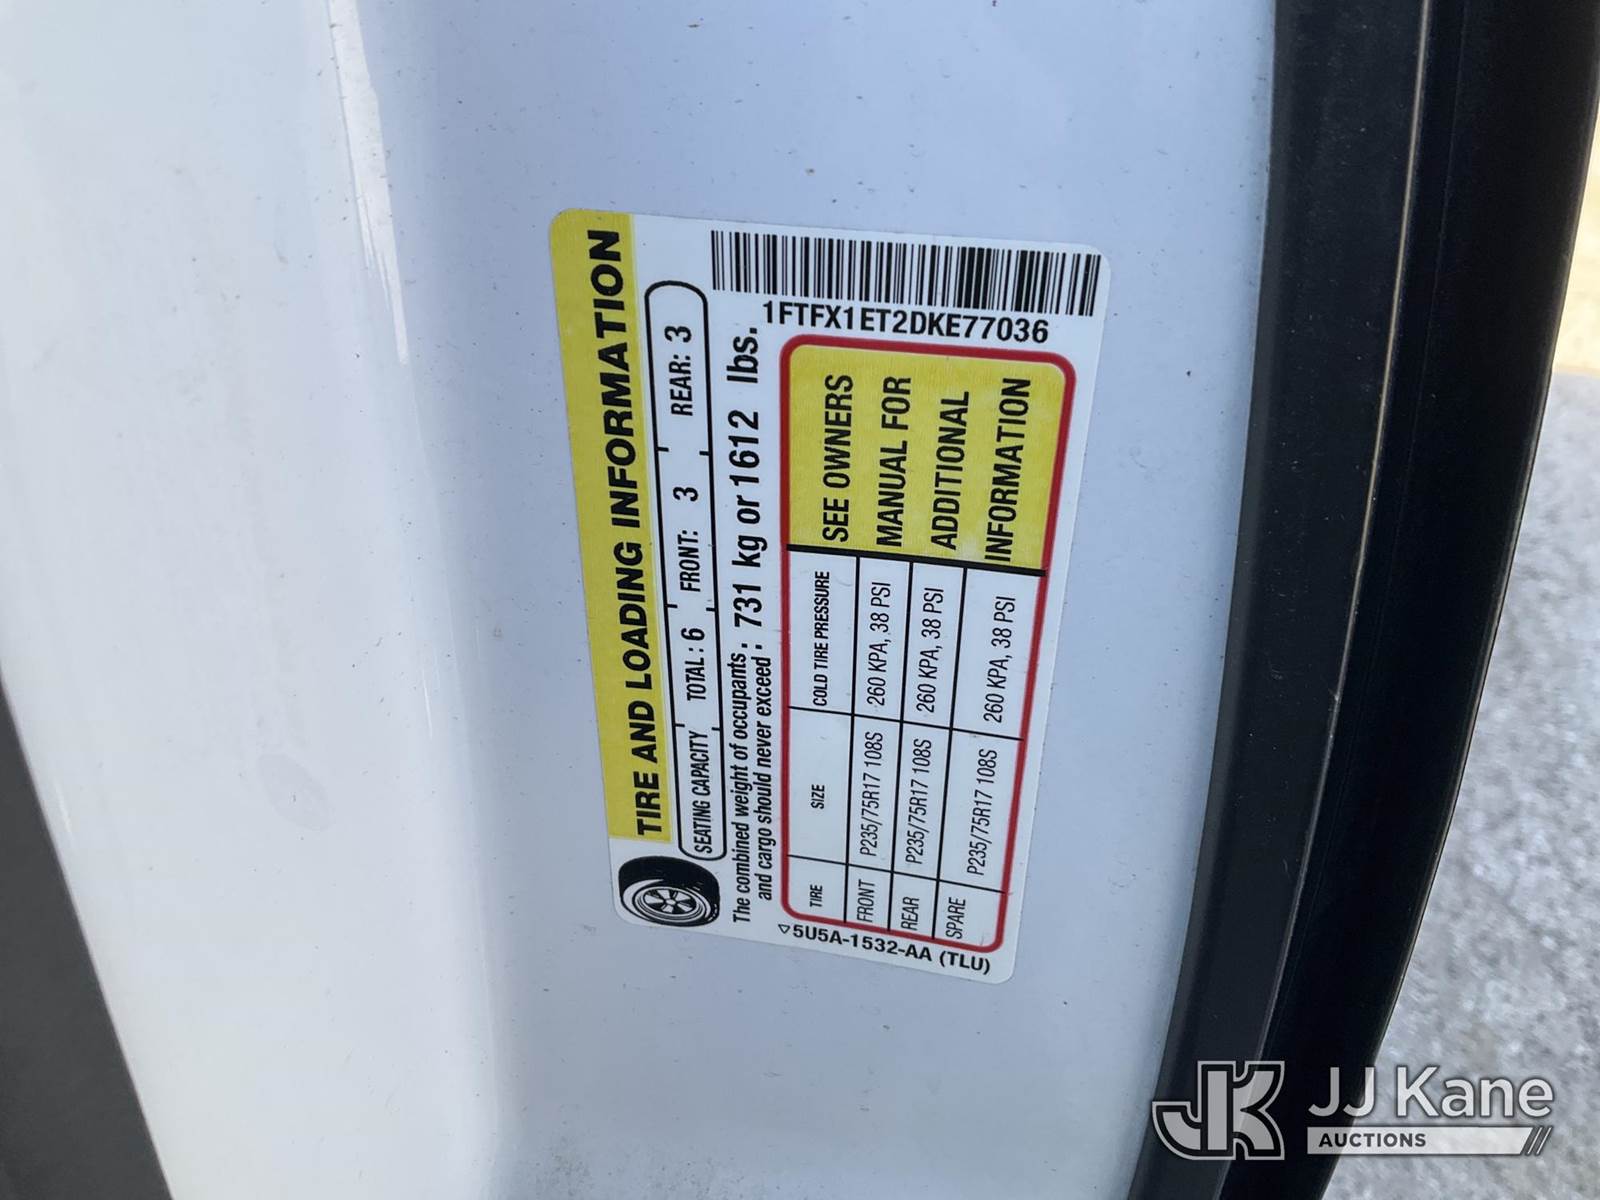 TIRE AND LOADING INFORMATION
SEATING CAPACITY TOTAL: 6 FRONT: 3 REAR: 3
The combined weight of occupants
and cargo should never exceed : 731 kg or 1612 lbs.
1FTFX1ET2DKE77036
TIRE SIZE COLD TIRE PRESSURE
FRONT P235/75R17 108S 260 KPA, 38 PSI
REAR P235/75R17 108S 260 KPA, 38 PSI
SPARE P235/75R17 108S 260 KPA, 38 PSI
SEE OWNERS
MANUAL FOR
ADDITIONAL
INFORMATION
▽5U5A-1532-AA (TLU)
JK
JJ Kane
AUCTIONS